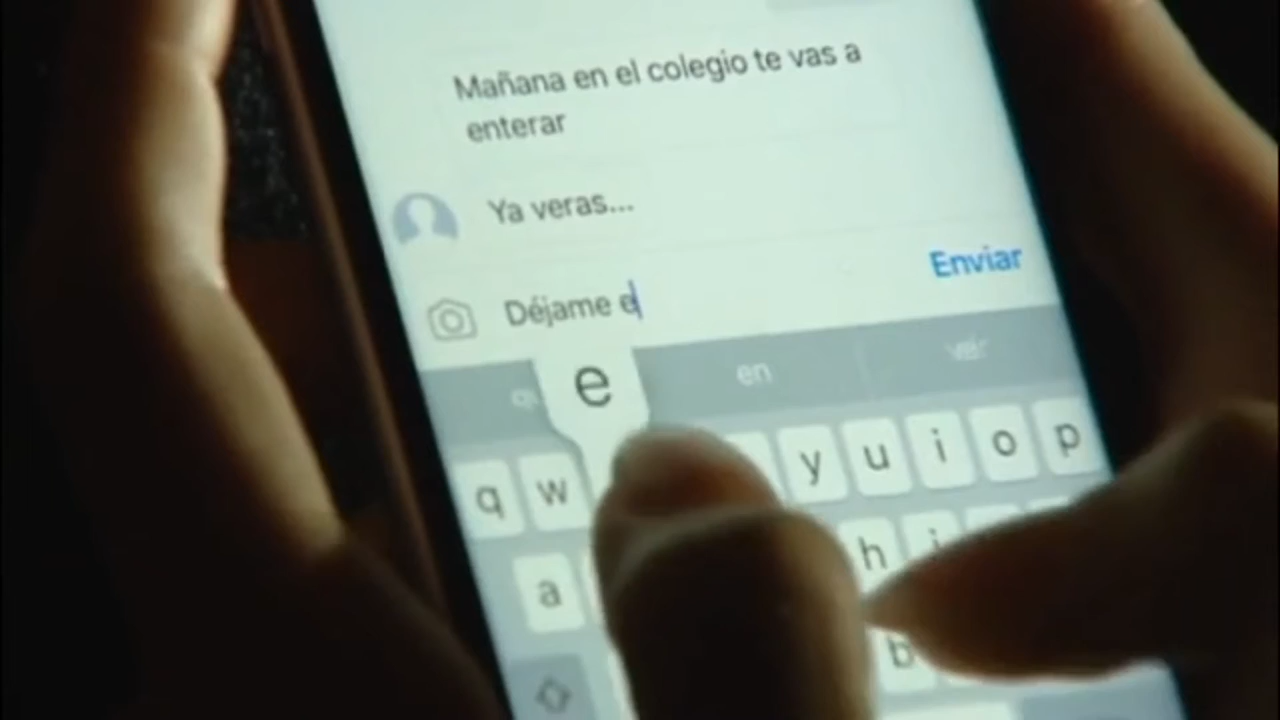 Mañana en el colegio te vas a
enterar
Ya veras...
Enviar
Déjame e
e
en
q w y u i o p
a h
b